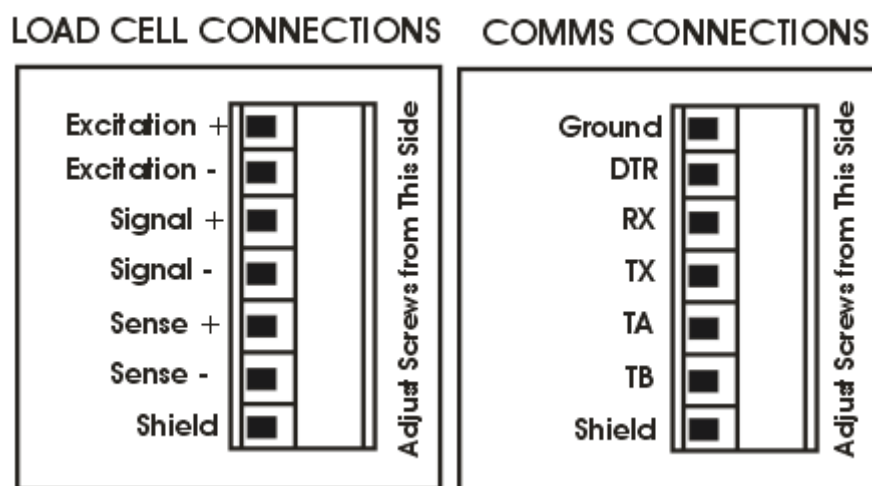 LOAD CELL CONNECTIONS
Excitation +
Excitation -
Signal +
Signal -
Sense +
Sense -
Shield
Adjust Screws from This Side
COMMS CONNECTIONS
Ground
DTR
RX
TX
TA
TB
Shield
Adjust Screws from This Side